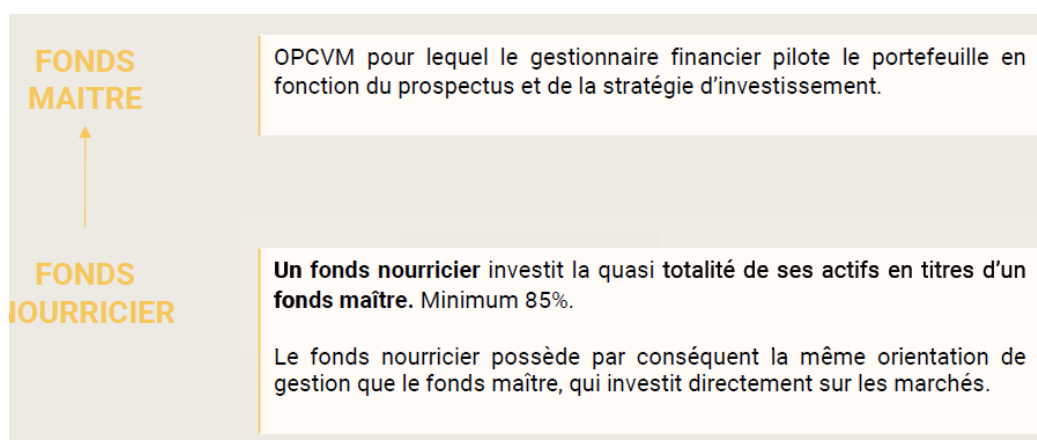 FONDS
MAITRE
OPCVM pour lequel le gestionnaire financier pilote le portefeuille en
fonction du prospectus et de la stratégie d'investissement.
FONDS
NOURRICIER
Un fonds nourricier investit la quasi totalité de ses actifs en titres d'un
fonds maître. Minimum 85%.
Le fonds nourricier possède par conséquent la même orientation de
gestion que le fonds maître, qui investit directement sur les marchés.